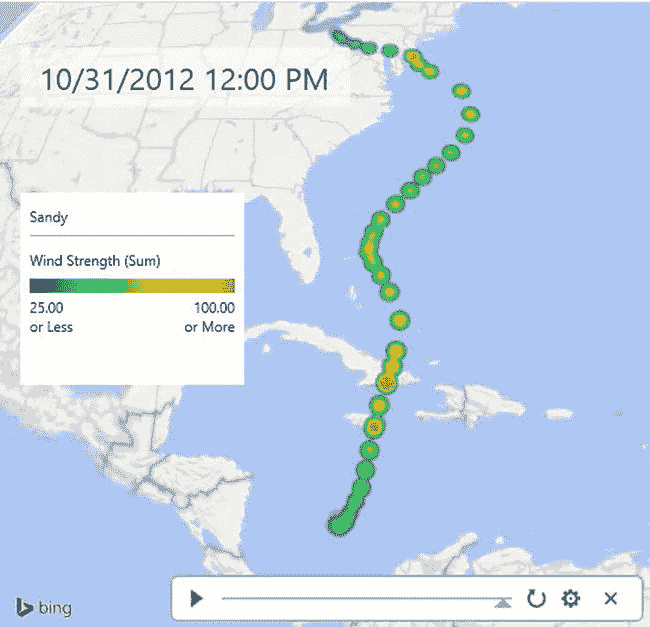 10/31/2012 12:00 PM
Sandy
Wind Strength (Sum)
25.00 100.00
or Less or More
bing